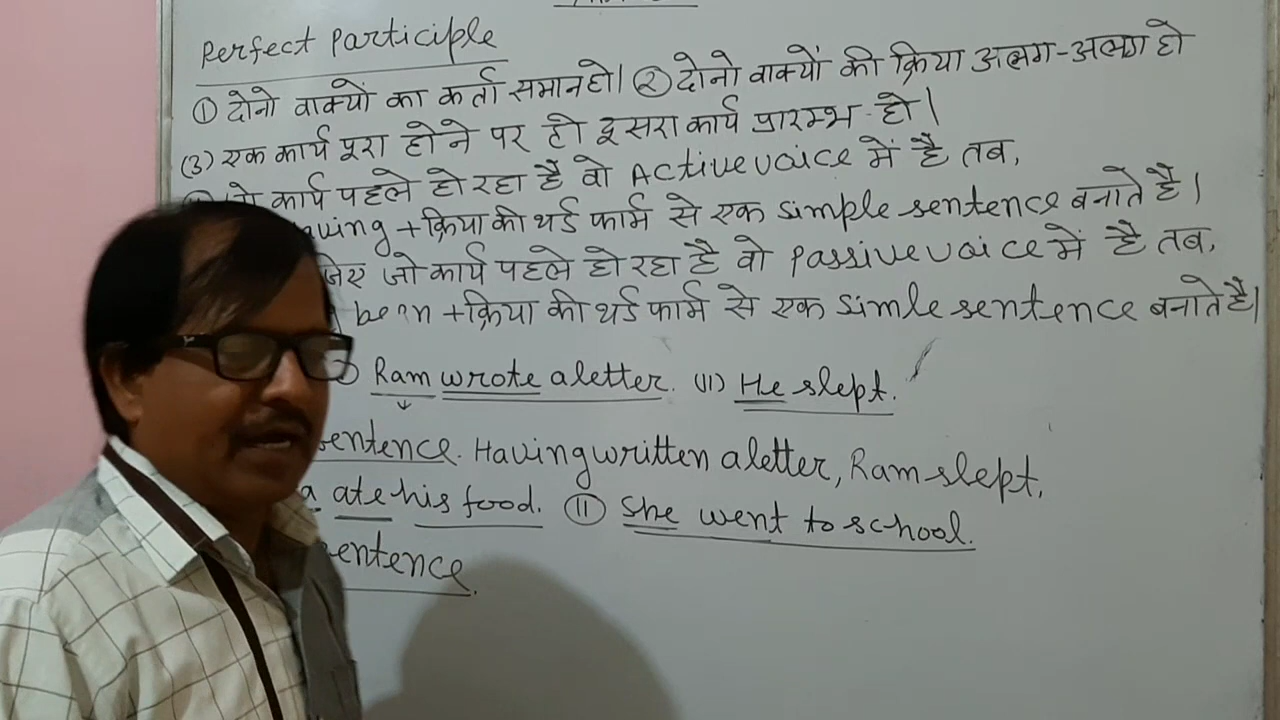 Perfect Participle
① दोनो वाक्यों का कर्ता समान हो। ② दोनो वाक्यों की क्रिया अलग-अलग हो
(3) एक कार्य पूरा होने पर ही दूसरा कार्य प्रारम्भ हो।
कार्य पहले हो रहा है वो Active voice में है तब,
+ क्रिया की थर्ड फार्म से एक simple sentence बनाते है।
जो कार्य पहले हो रहा है वो passive voice में है तब,
been + क्रिया की थर्ड फार्म से एक simle sentence बनाते है।
Ram wrote a letter. (II) He slept.
sentence. Having written a letter, Ram slept.
ate his food. (II) She went to school.
sentence.